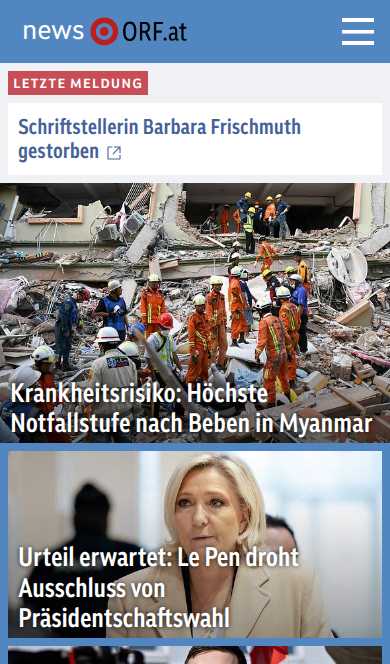 news ORF.at
LETZTE MELDUNG
Schriftstellerin Barbara Frischmuth
gestorben
Krankheitsrisiko: Höchste
Notfallstufe nach Beben in Myanmar
Urteil erwartet: Le Pen droht
Ausschluss von
Präsidentschaftswahl